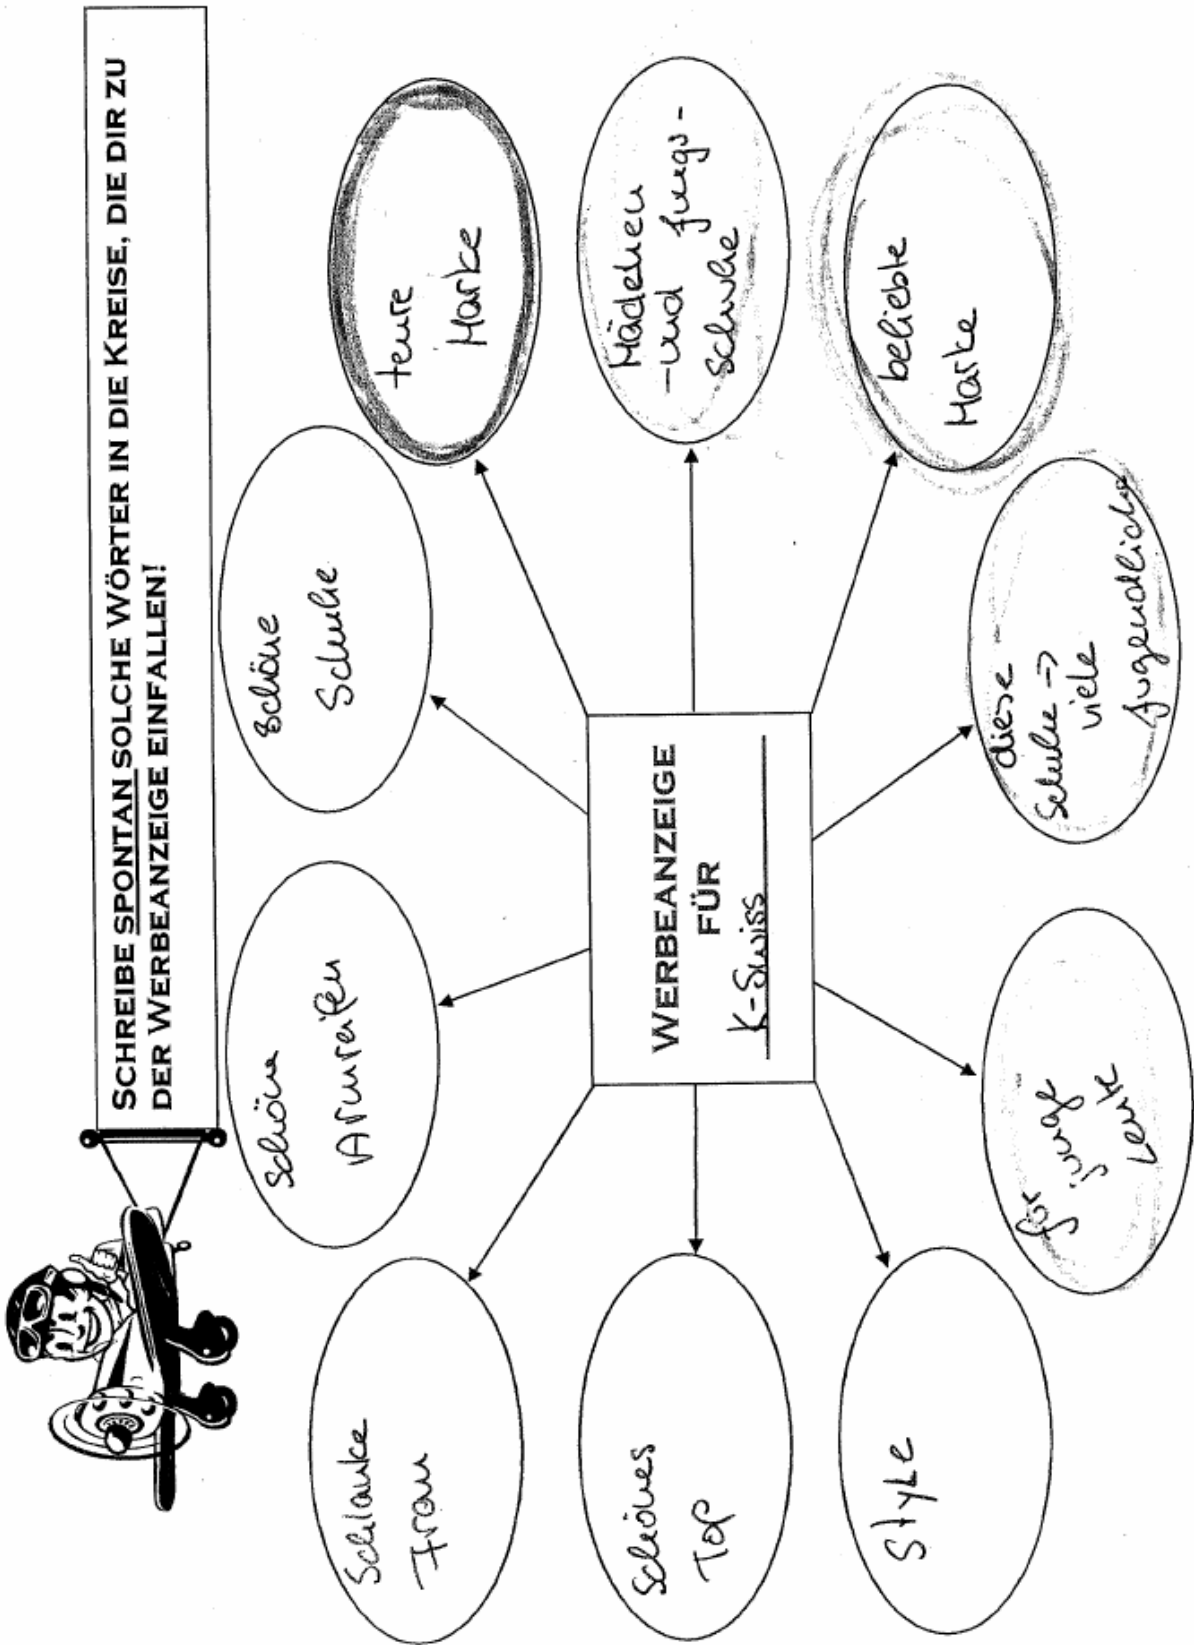 SCHREIBE SPONTAN SOLCHE WÖRTER IN DIE KREISE, DIE DIR ZU
DER WERBEANZEIGE EINFALLEN!
Schöne
Armreifen
schöne
Schuhe
Schlanke
Frau
teure
Marke
Schönes
Top
WERBEANZEIGE
FÜR
K-Swiss
Mädchen
-und Jungs-
schuhe
Style
beliebte
Marke
für
junge
Leute
diese
Schuhe ⇒
viele
Jugendliche